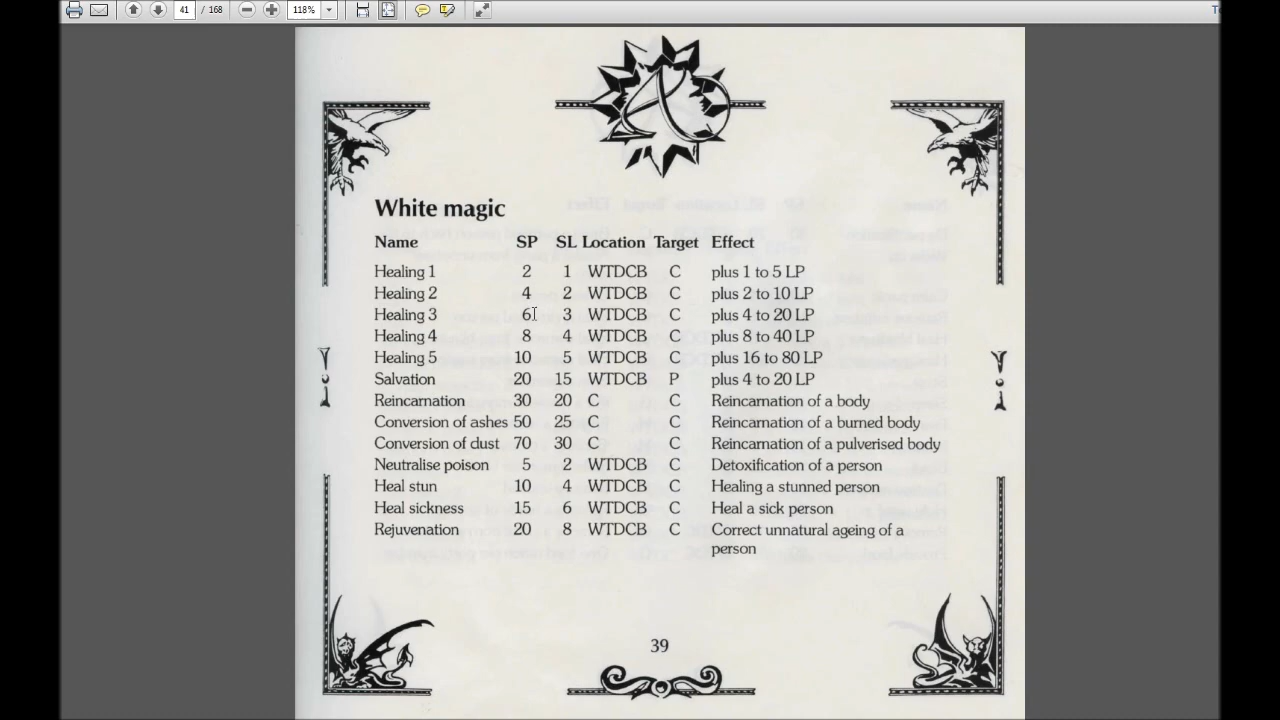 41 / 168 118%
White magic
Name SP SL Location Target Effect
Healing 1 2 1 WTDCB C plus 1 to 5 LP
Healing 2 4 2 WTDCB C plus 2 to 10 LP
Healing 3 6 3 WTDCB C plus 4 to 20 LP
Healing 4 8 4 WTDCB C plus 8 to 40 LP
Healing 5 10 5 WTDCB C plus 16 to 80 LP
Salvation 20 15 WTDCB P plus 4 to 20 LP
Reincarnation 30 20 C C Reincarnation of a body
Conversion of ashes 50 25 C C Reincarnation of a burned body
Conversion of dust 70 30 C C Reincarnation of a pulverised body
Neutralise poison 5 2 WTDCB C Detoxification of a person
Heal stun 10 4 WTDCB C Healing a stunned person
Heal sickness 15 6 WTDCB C Heal a sick person
Rejuvenation 20 8 WTDCB C Correct unnatural ageing of a
person
39